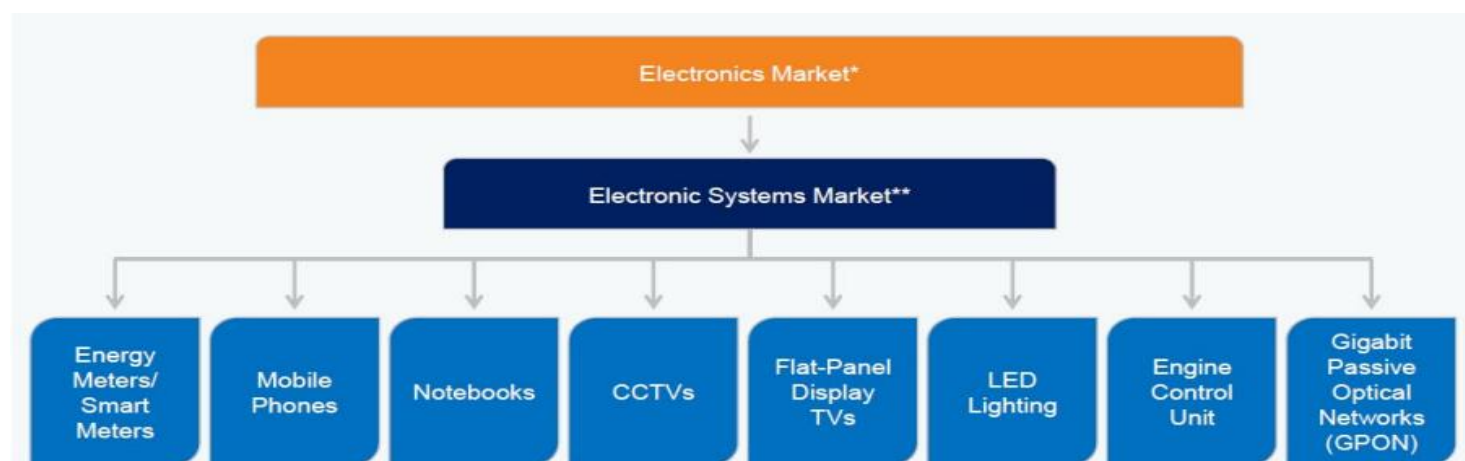 Electronics Market*
Electronic Systems Market**
Energy
Meters/
Smart
Meters
Mobile
Phones
Notebooks
CCTVs
Flat-Panel
Display
TVs
LED
Lighting
Engine
Control
Unit
Gigabit
Passive
Optical
Networks
(GPON)